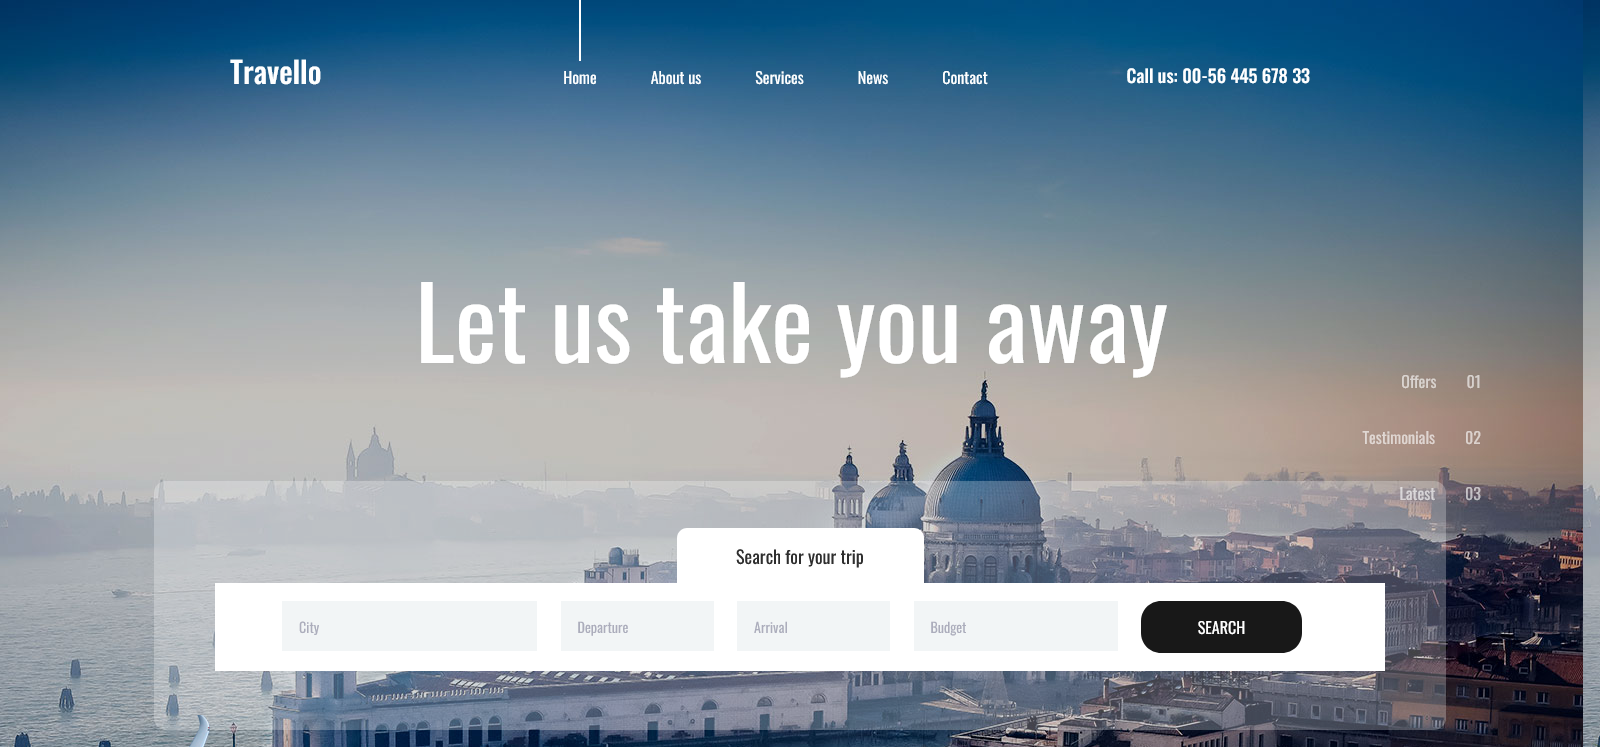 Travello
Home About us Services News Contact
Call us: 00-56 445 678 33
Let us take you away
Offers 01
Testimonials 02
Latest 03
Search for your trip
City Departure Arrival Budget SEARCH